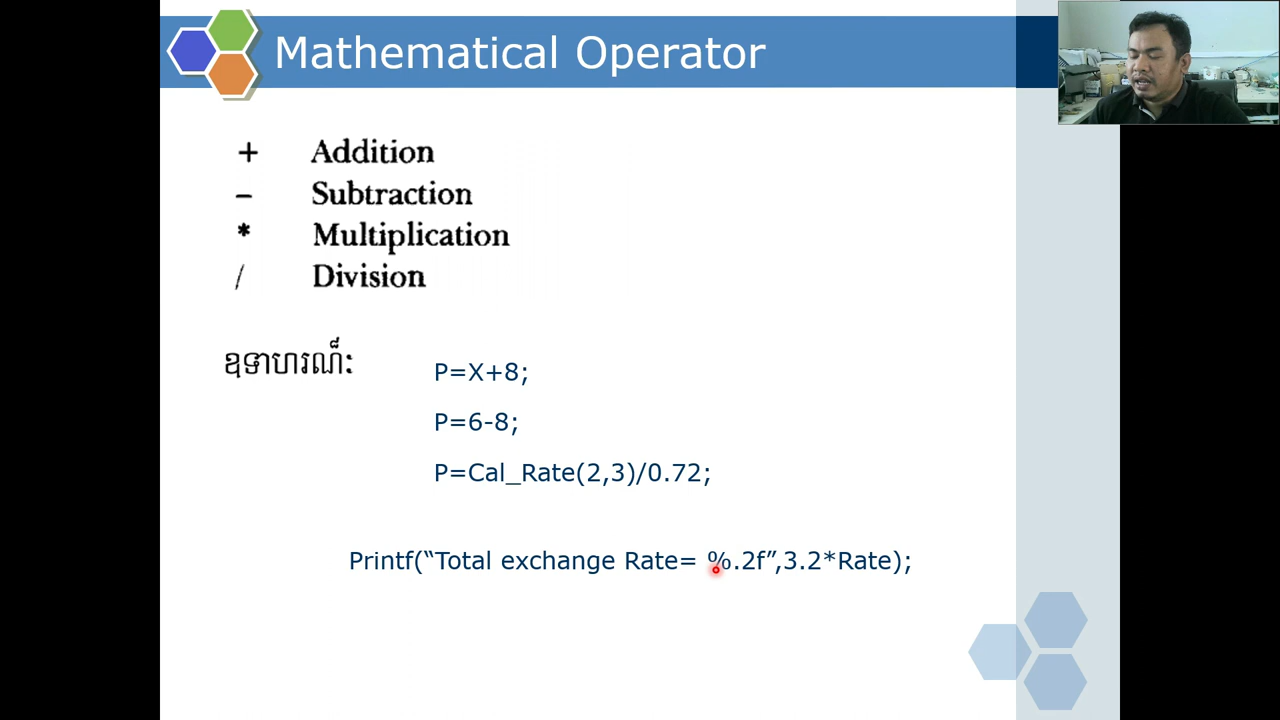 Mathematical Operator
+ Addition
− Subtraction
* Multiplication
/ Division
ឧទាហរណ៏ៈ
P=X+8;
P=6-8;
P=Cal_Rate(2,3)/0.72;
Printf(“Total exchange Rate= %.2f”,3.2*Rate);